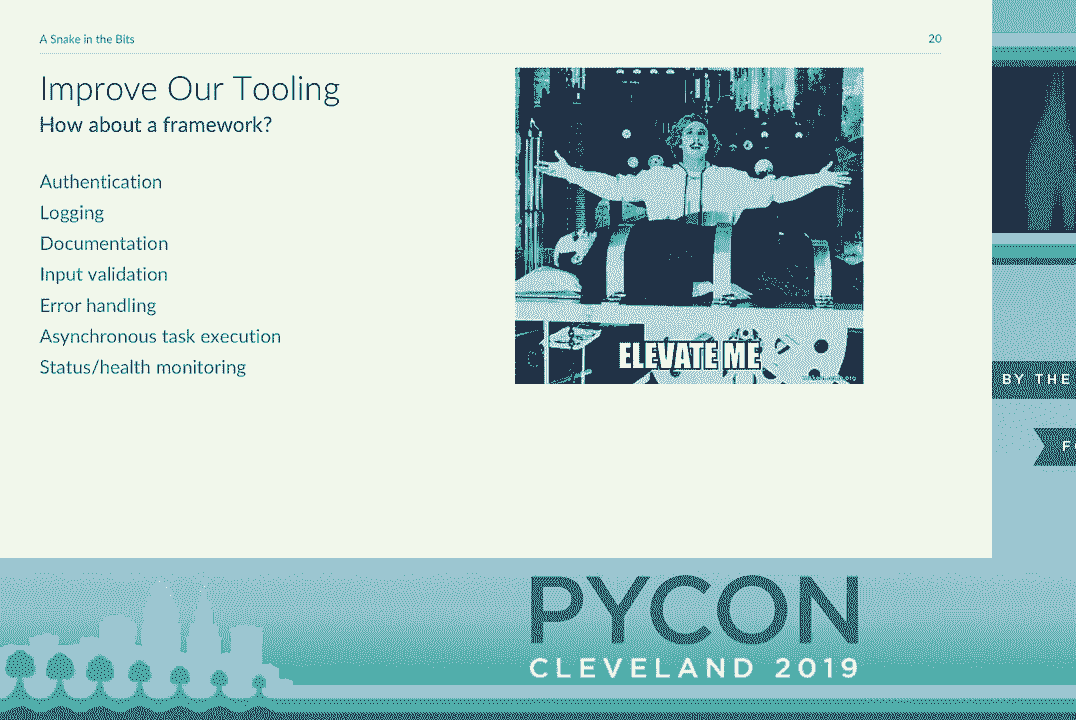 A Snake in the Bits
20
Improve Our Tooling
How about a framework?
Authentication
Logging
Documentation
Input validation
Error handling
Asynchronous task execution
Status/health monitoring
ELEVATE ME
BY THE
PYCON
CLEVELAND 2019